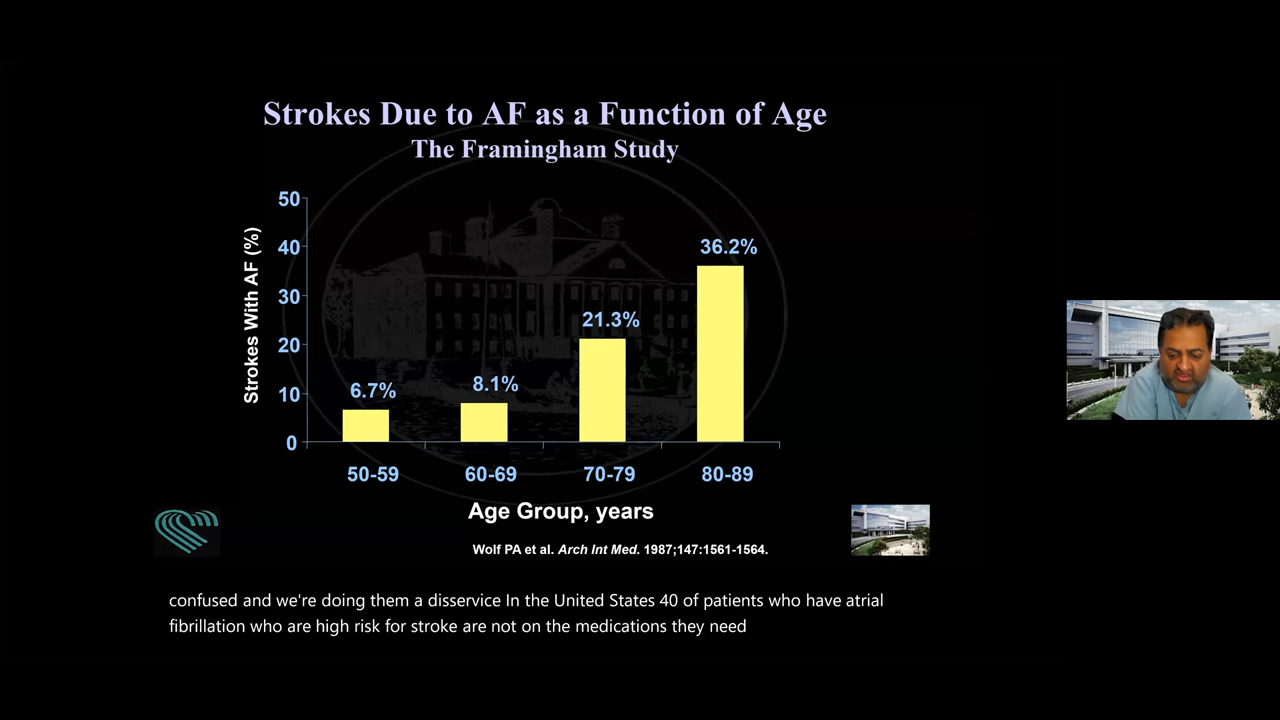 Strokes Due to AF as a Function of Age
The Framingham Study
Strokes With AF (%)
50
40
30
20
10
0
6.7%
8.1%
21.3%
36.2%
50-59
60-69
70-79
80-89
Age Group, years
Wolf PA et al. Arch Int Med. 1987;147:1561-1564.
confused and we're doing them a disservice In the United States 40 of patients who have atrial
fibrillation who are high risk for stroke are not on the medications they need